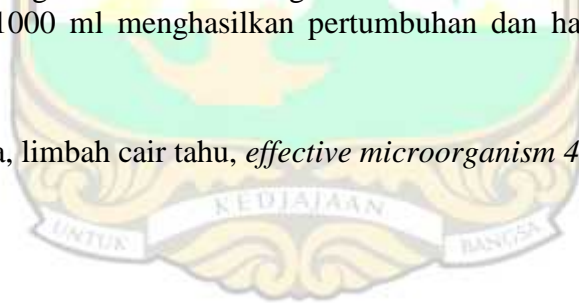 1000 ml menghasilkan pertumbuhan dan ha
a, limbah cair tahu, effective microorganism 4
UNTUK KEDJAJAAN BANGSA